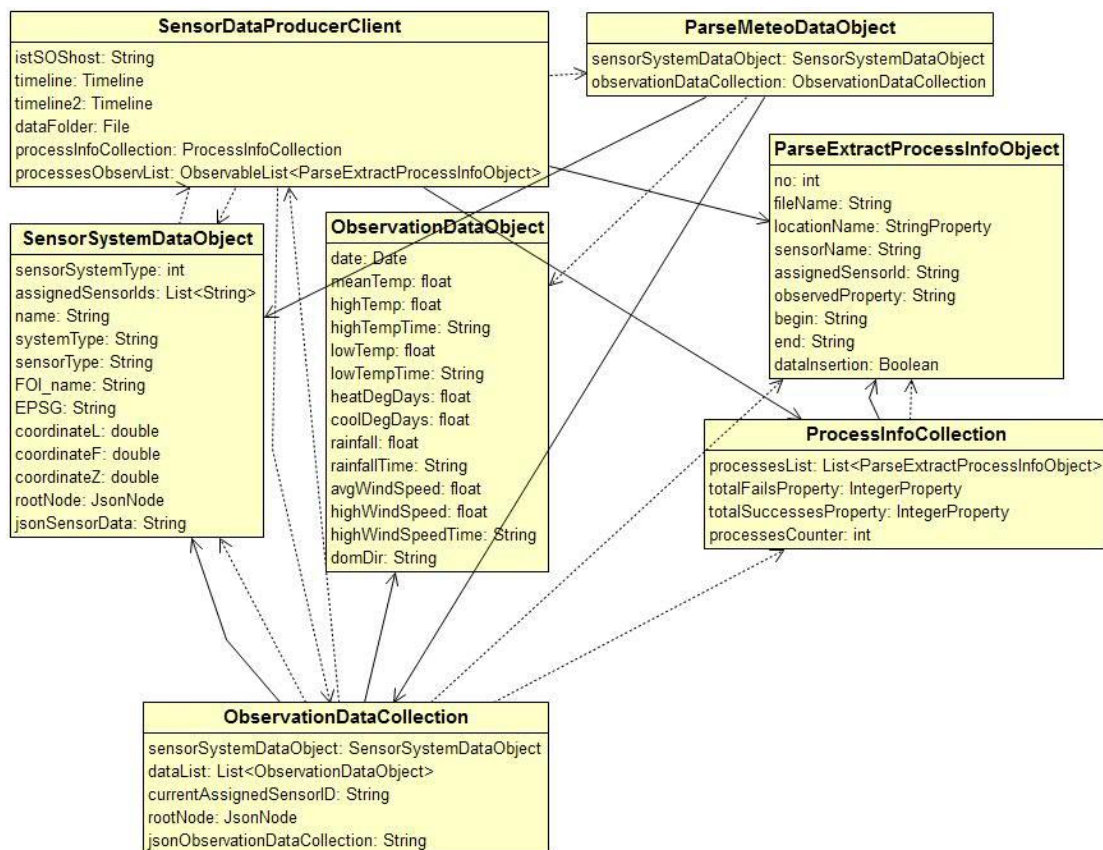 SensorDataProducerClient
istSOShost: String
timeline: Timeline
timeline2: Timeline
dataFolder: File
processInfoCollection: ProcessInfoCollection
processesObservList: ObservableList<ParseExtractProcessInfoObject>
ParseMeteoDataObject
sensorSystemDataObject: SensorSystemDataObject
observationDataCollection: ObservationDataCollection
ParseExtractProcessInfoObject
no: int
fileName: String
locationName: StringProperty
sensorName: String
assignedSensorId: String
observedProperty: String
begin: String
end: String
dataInsertion: Boolean
SensorSystemDataObject
sensorSystemType: int
assignedSensorIds: List<String>
name: String
systemType: String
sensorType: String
FOI_name: String
EPSG: String
coordinateL: double
coordinateF: double
coordinateZ: double
rootNode: JsonNode
jsonSensorData: String
ObservationDataObject
date: Date
meanTemp: float
highTemp: float
highTempTime: String
lowTemp: float
lowTempTime: String
heatDegDays: float
coolDegDays: float
rainfall: float
rainfallTime: String
avgWindSpeed: float
highWindSpeed: float
highWindSpeedTime: String
domDir: String
ProcessInfoCollection
processesList: List<ParseExtractProcessInfoObject>
totalFailsProperty: IntegerProperty
totalSuccessesProperty: IntegerProperty
processesCounter: int
ObservationDataCollection
sensorSystemDataObject: SensorSystemDataObject
dataList: List<ObservationDataObject>
currentAssignedSensorID: String
rootNode: JsonNode
jsonObservationDataCollection: String